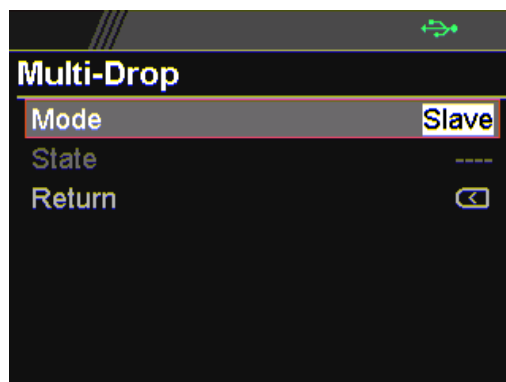 Multi-Drop
Mode Slave
State ----
Return